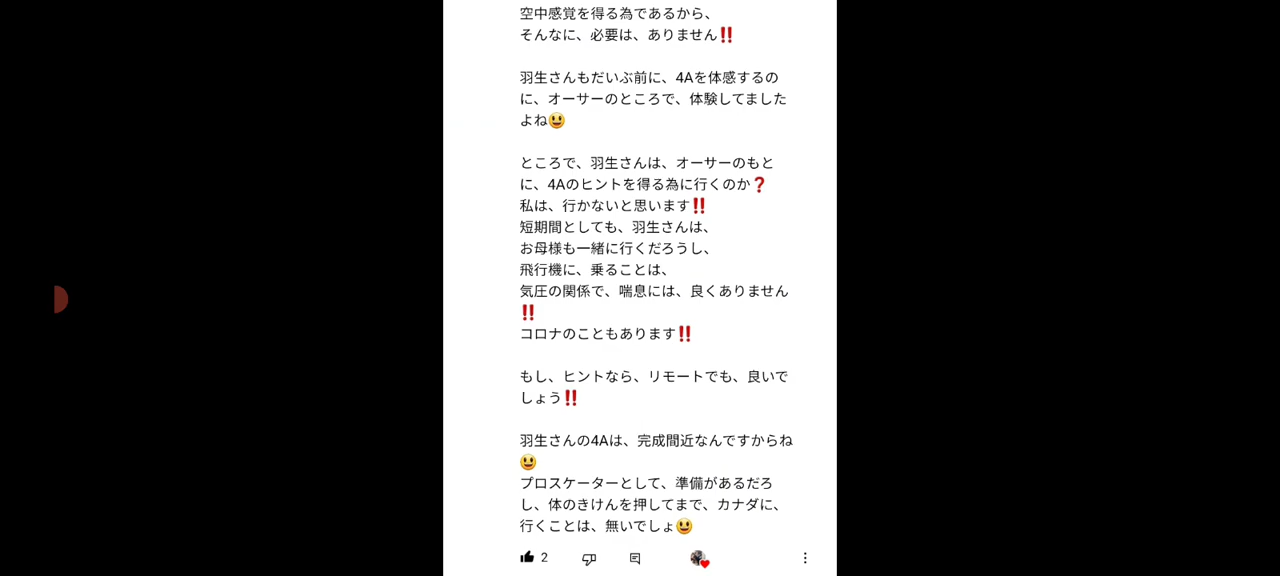 空中感覚を得る為であるから、
そんなに、必要は、ありません‼️
羽生さんもだいぶ前に、4Aを体感するの
に、オーサーのところで、体験してました
よね😃
ところで、羽生さんは、オーサーのもと
に、4Aのヒントを得る為に行くのか❓
私は、行かないと思います‼️
短期間としても、羽生さんは、
お母様も一緒に行くだろうし、
飛行機に、乗ることは、
気圧の関係で、喘息には、良くありません
‼️
コロナのこともあります‼️
もし、ヒントなら、リモートでも、良いで
しょう‼️
羽生さんの4Aは、完成間近なんですからね
😃
プロスケーターとして、準備があるだろ
し、体のきけんを押してまで、カナダに、
行くことは、無いでしょ😃
2